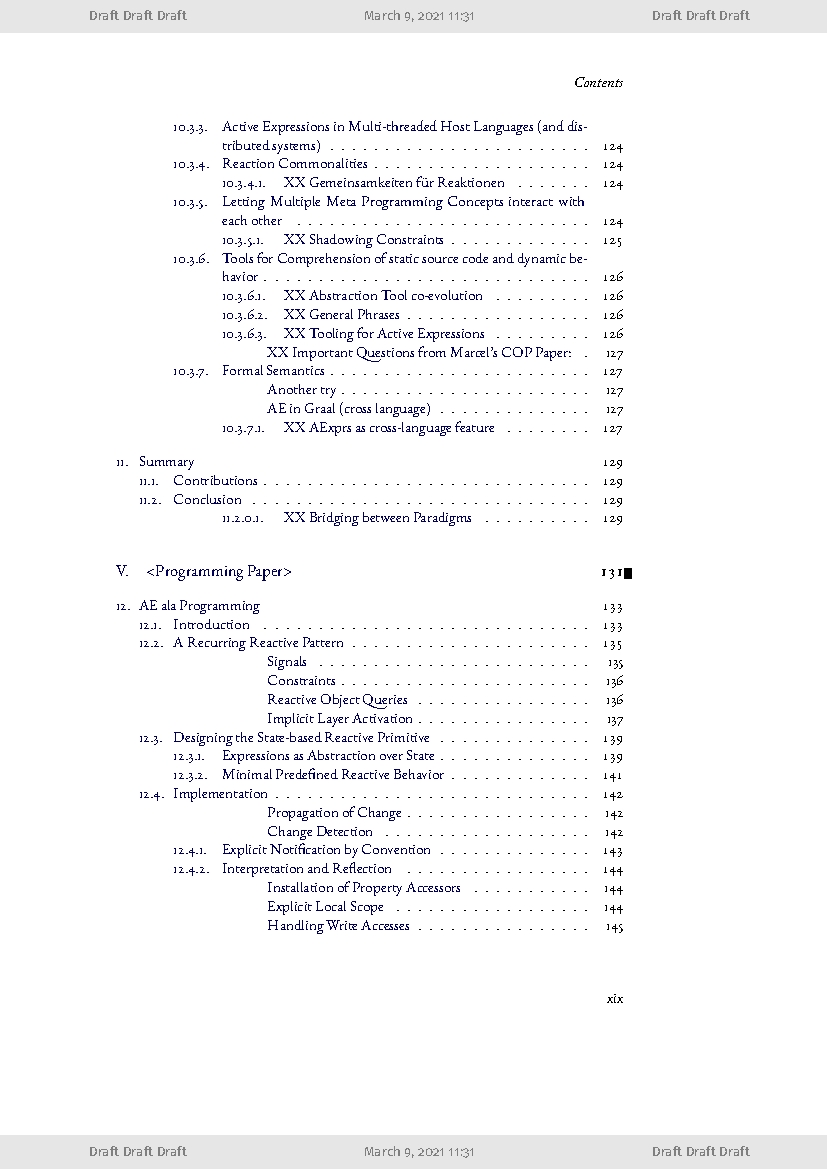 Draft Draft Draft March 9, 2021 11:31 Draft Draft Draft
Contents
10.3.3. Active Expressions in Multi-threaded Host Languages (and dis-
tributed systems) . . . . . . . . . . . . . . . . . . . . . . . . 124
10.3.4. Reaction Commonalities . . . . . . . . . . . . . . . . . . . . 124
10.3.4.1. XX Gemeinsamkeiten für Reaktionen . . . . . . . 124
10.3.5. Letting Multiple Meta Programming Concepts interact with
each other . . . . . . . . . . . . . . . . . . . . . . . . . . . 124
10.3.5.1. XX Shadowing Constraints . . . . . . . . . . . . . 125
10.3.6. Tools for Comprehension of static source code and dynamic be-
havior . . . . . . . . . . . . . . . . . . . . . . . . . . . . . . 126
10.3.6.1. XX Abstraction Tool co-evolution . . . . . . . . . 126
10.3.6.2. XX General Phrases . . . . . . . . . . . . . . . . . 126
10.3.6.3. XX Tooling for Active Expressions . . . . . . . . . 126
XX Important Questions from Marcel's COP Paper: . 127
10.3.7. Formal Semantics . . . . . . . . . . . . . . . . . . . . . . . . 127
Another try . . . . . . . . . . . . . . . . . . . . . . . 127
AE in Graal (cross language) . . . . . . . . . . . . . . 127
10.3.7.1. XX AExprs as cross-language feature . . . . . . . . 127
11. Summary 129
11.1. Contributions . . . . . . . . . . . . . . . . . . . . . . . . . . . . . . 129
11.2. Conclusion . . . . . . . . . . . . . . . . . . . . . . . . . . . . . . . 129
11.2.0.1. XX Bridging between Paradigms . . . . . . . . . . 129
V. <Programming Paper> 131
12. AE ala Programming 133
12.1. Introduction . . . . . . . . . . . . . . . . . . . . . . . . . . . . . . 133
12.2. A Recurring Reactive Pattern . . . . . . . . . . . . . . . . . . . . . . 135
Signals . . . . . . . . . . . . . . . . . . . . . . . . . 135
Constraints . . . . . . . . . . . . . . . . . . . . . . . 136
Reactive Object Queries . . . . . . . . . . . . . . . . 136
Implicit Layer Activation . . . . . . . . . . . . . . . . 137
12.3. Designing the State-based Reactive Primitive . . . . . . . . . . . . . . 139
12.3.1. Expressions as Abstraction over State . . . . . . . . . . . . . . 139
12.3.2. Minimal Predefined Reactive Behavior . . . . . . . . . . . . . 141
12.4. Implementation . . . . . . . . . . . . . . . . . . . . . . . . . . . . . 142
Propagation of Change . . . . . . . . . . . . . . . . . 142
Change Detection . . . . . . . . . . . . . . . . . . . 142
12.4.1. Explicit Notification by Convention . . . . . . . . . . . . . . 143
12.4.2. Interpretation and Reflection . . . . . . . . . . . . . . . . . 144
Installation of Property Accessors . . . . . . . . . . . 144
Explicit Local Scope . . . . . . . . . . . . . . . . . . 144
Handling Write Accesses . . . . . . . . . . . . . . . . 145
xix
Draft Draft Draft March 9, 2021 11:31 Draft Draft Draft